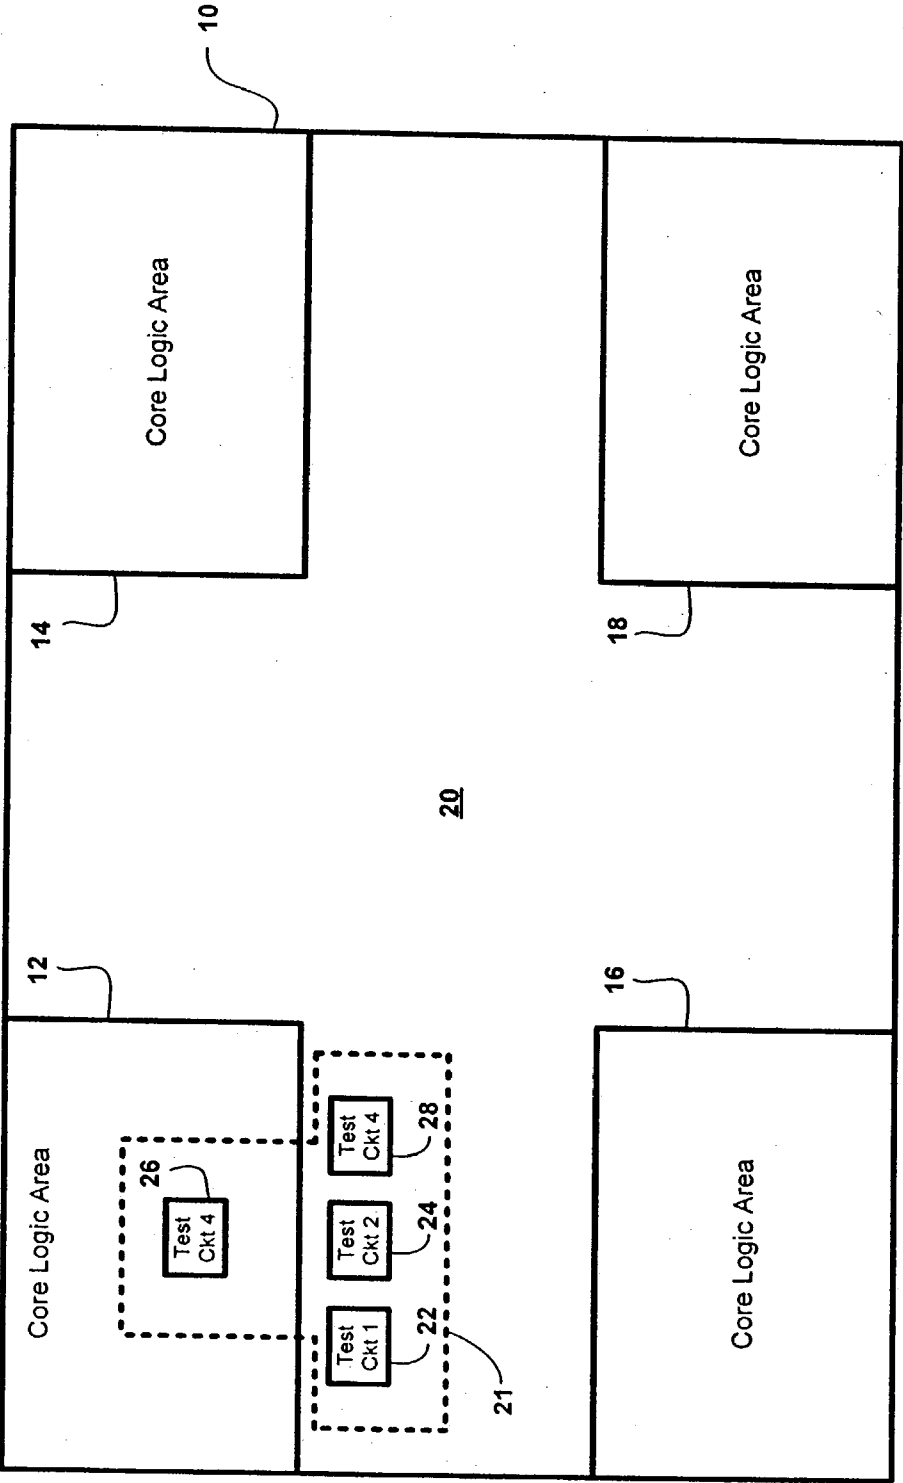 Core Logic Area
12
14
26
Core Logic Area
10
Test
Ckt 4
Test
Ckt 1
Test
Ckt 2
Test
Ckt 4
22
24
28
20
21
16
18
Core Logic Area
Core Logic Area